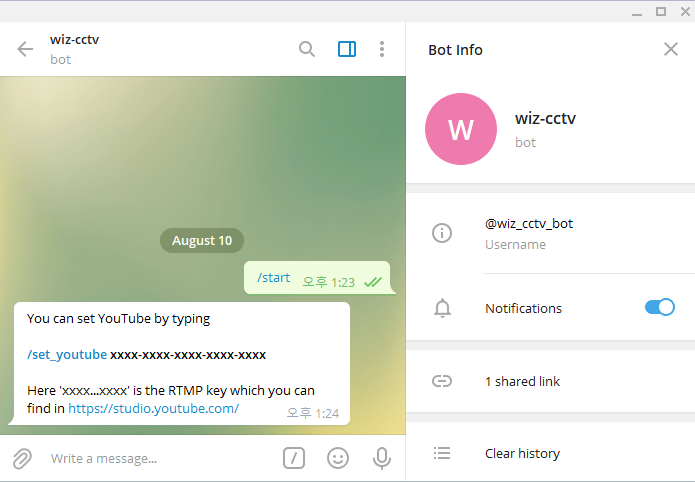 wiz-cctv
bot
August 10
/start 오후 1:23
You can set YouTube by typing
/set_youtube xxxx-xxxx-xxxx-xxxx-xxxx
Here 'xxxx...xxxx' is the RTMP key which you can
find in https://studio.youtube.com/ 오후 1:24
Write a message...
Bot Info
W
wiz-cctv
bot
@wiz_cctv_bot
Username
Notifications
1 shared link
Clear history